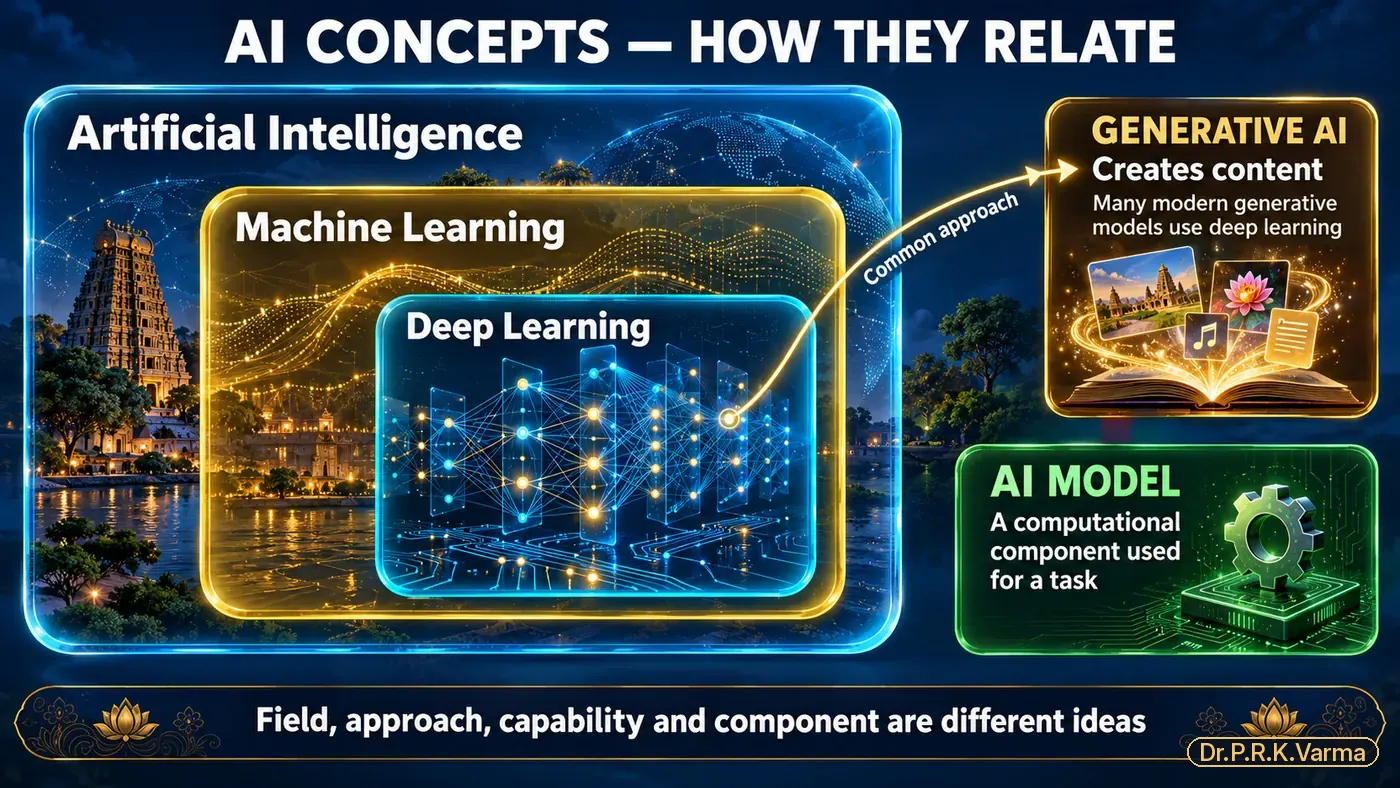 AI CONCEPTS — HOW THEY RELATE
Artificial Intelligence
Machine Learning
Deep Learning
Common approach
GENERATIVE AI
Creates content
Many modern generative
models use deep learning
AI MODEL
A computational
component used
for a task
Field, approach, capability and component are different ideas
Dr.P.R.K.Varma